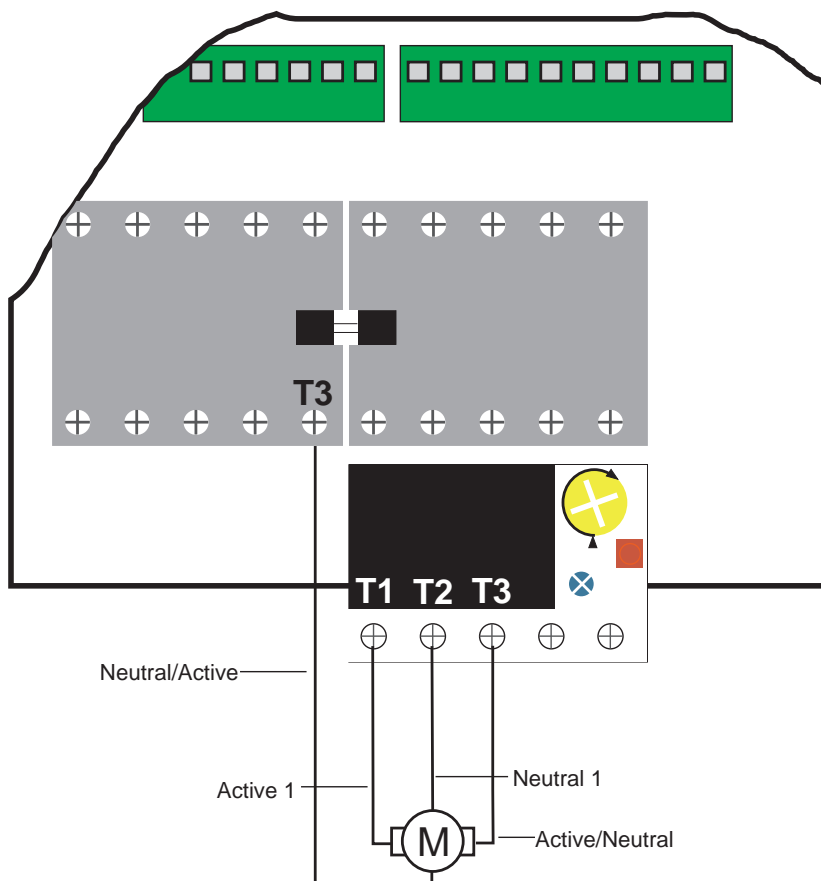 T3
T1 T2 T3
Neutral/Active
Active 1
Neutral 1
M
Active/Neutral